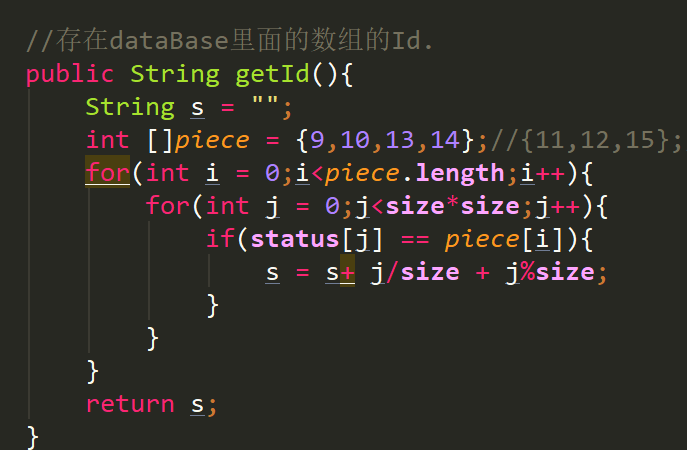 //存在dataBase里面的数组的Id.
public String getId(){
    String s = "";
    int []piece = {9,10,13,14};//{11,12,15};
    for(int i = 0;i<piece.length;i++){
        for(int j = 0;j<size*size;j++){
            if(status[j] == piece[i]){
                s = s+ j/size + j%size;
            }
        }
    }
    return s;
}